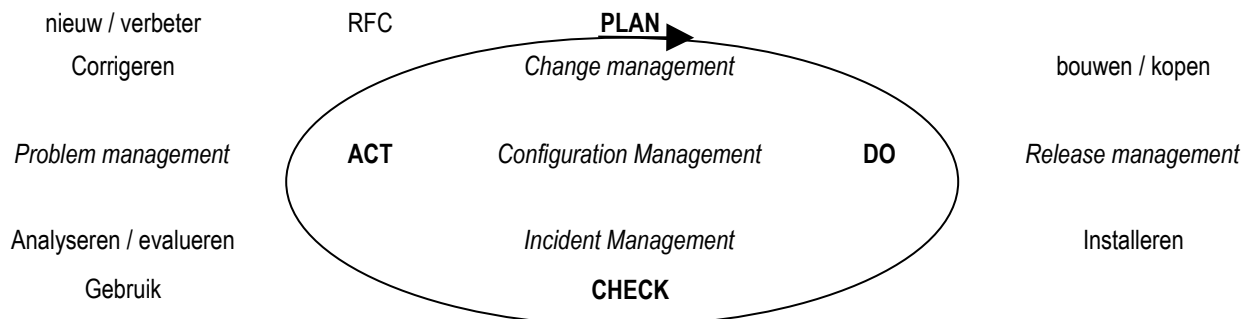 nieuw / verbeter RFC PLAN
Corrigeren Change management bouwen / kopen
Problem management ACT Configuration Management DO Release management
Analyseren / evalueren Incident Management Installeren
Gebruik CHECK